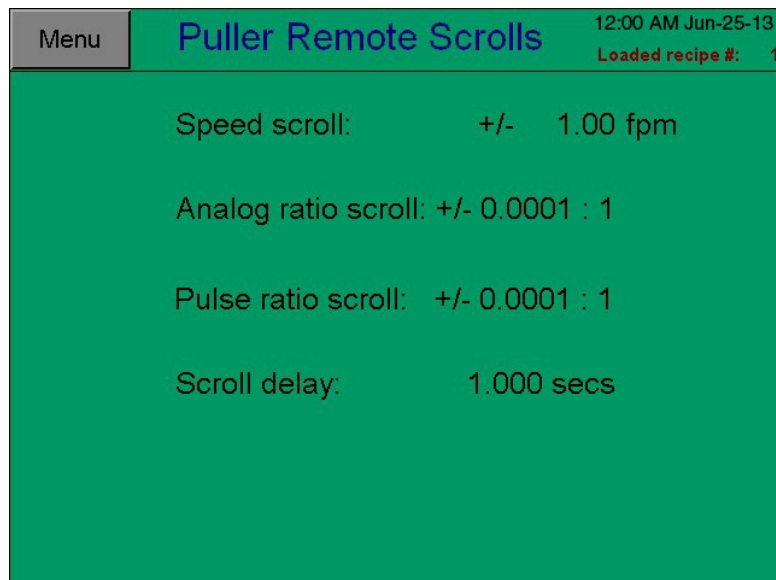 Menu
Puller Remote Scrolls
12:00 AM Jun-25-13
Loaded recipe #: 1
Speed scroll: +/- 1.00 fpm
Analog ratio scroll: +/- 0.0001 : 1
Pulse ratio scroll: +/- 0.0001 : 1
Scroll delay: 1.000 secs